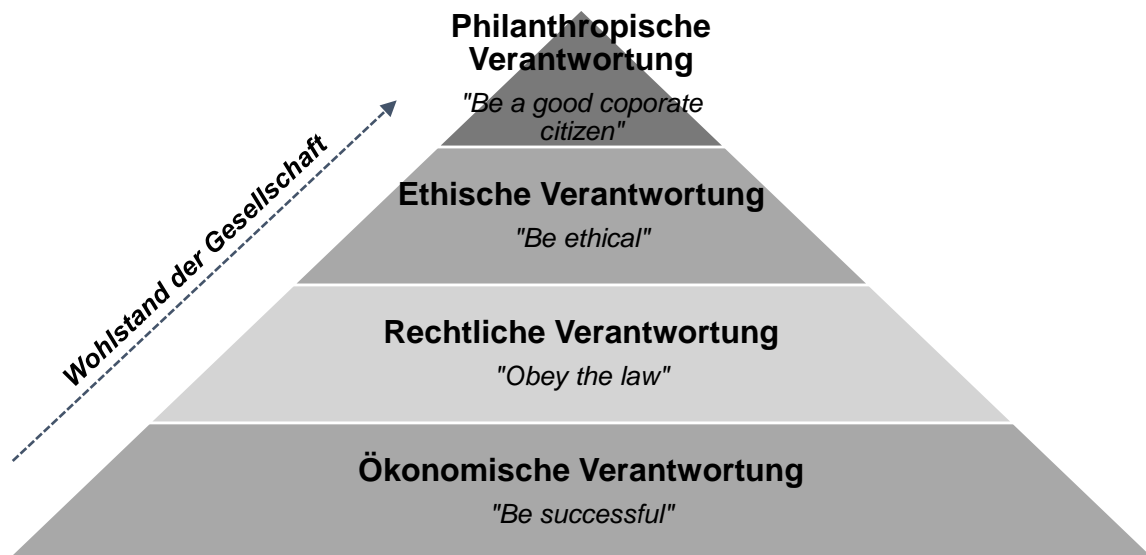 Philanthropische
Verantwortung
"Be a good coporate
citizen"
Wohlstand der Gesellschaft
Ethische Verantwortung
"Be ethical"
Rechtliche Verantwortung
"Obey the law"
Ökonomische Verantwortung
"Be successful"